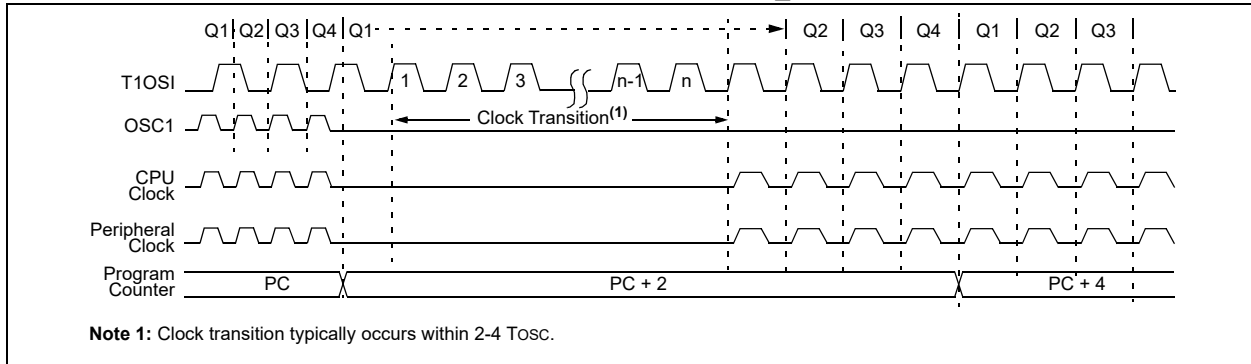 Q1 Q2 Q3 Q4 Q1 Q2 Q3 Q4 Q1 Q2 Q3
T1OSI 1 2 3 n-1 n
Clock Transition(1)
OSC1
CPU
Clock
Peripheral
Clock
Program
Counter
PC PC + 2 PC + 4
Note 1: Clock transition typically occurs within 2-4 TOSC.